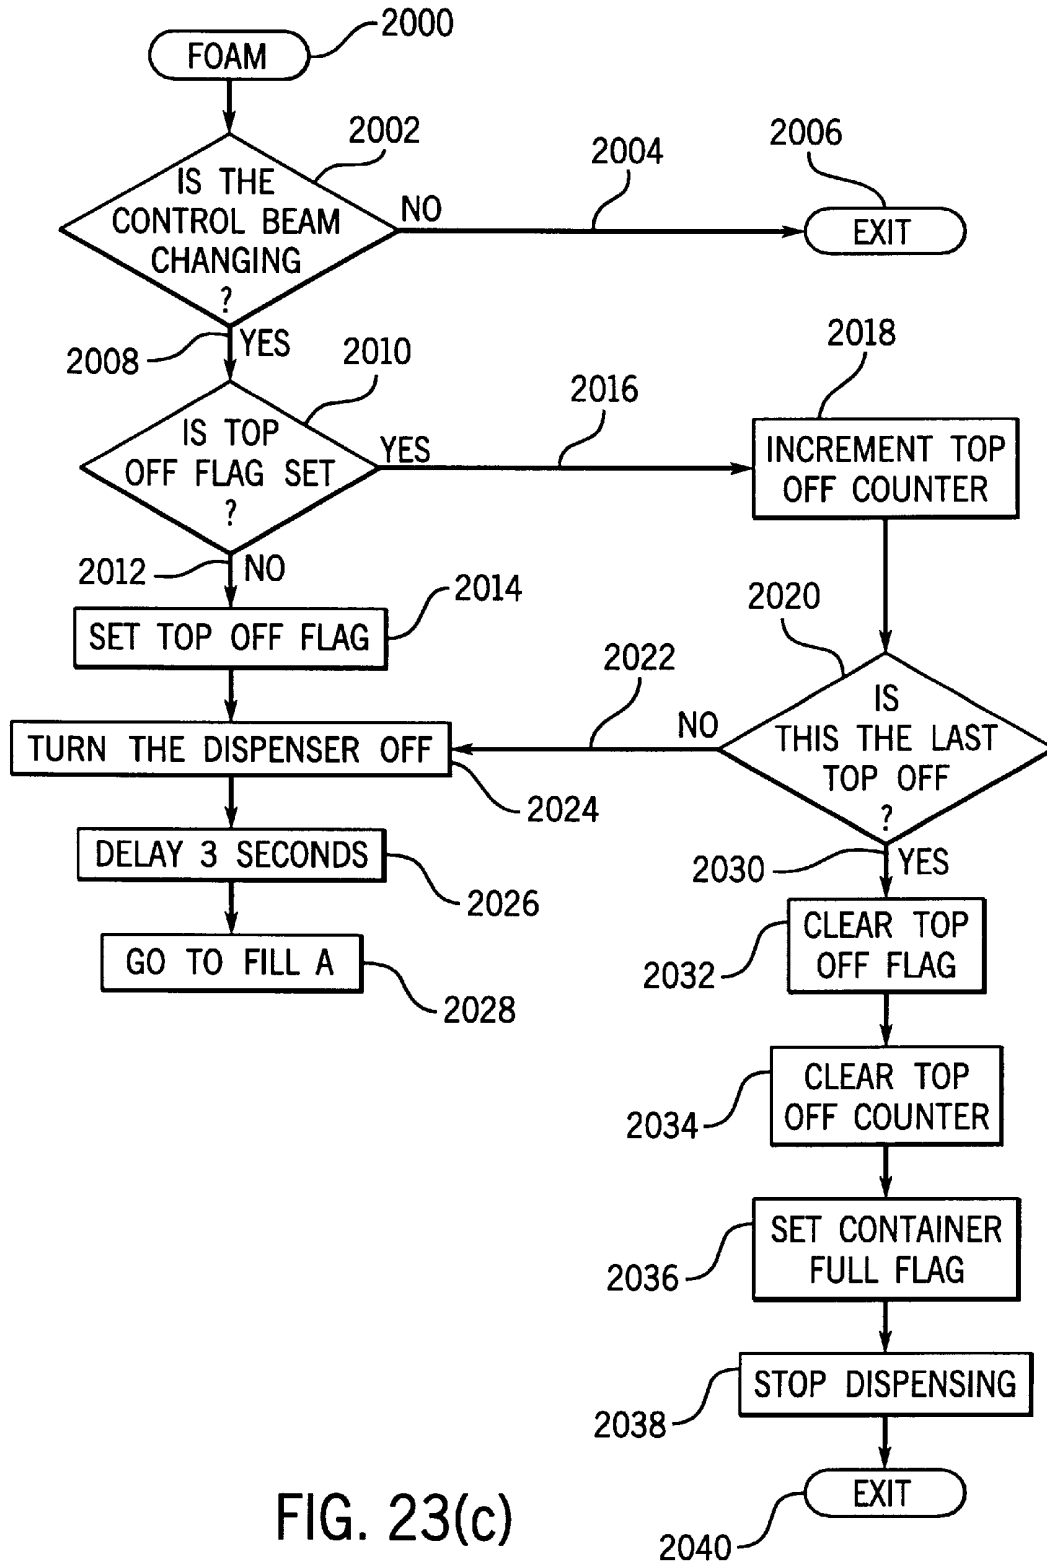 FOAM
2000
IS THE
CONTROL BEAM
CHANGING
?
2002
NO
2004
2006
EXIT
2008
YES
IS TOP
OFF FLAG SET
?
2010
YES
2016
2018
INCREMENT TOP
OFF COUNTER
2012
NO
SET TOP OFF FLAG
2014
2020
IS
THIS THE LAST
TOP OFF
?
NO
2022
TURN THE DISPENSER OFF
2024
DELAY 3 SECONDS
2026
GO TO FILL A
2028
2030
YES
CLEAR TOP
OFF FLAG
2032
CLEAR TOP
OFF COUNTER
2034
SET CONTAINER
FULL FLAG
2036
STOP DISPENSING
2038
EXIT
2040
FIG. 23(c)